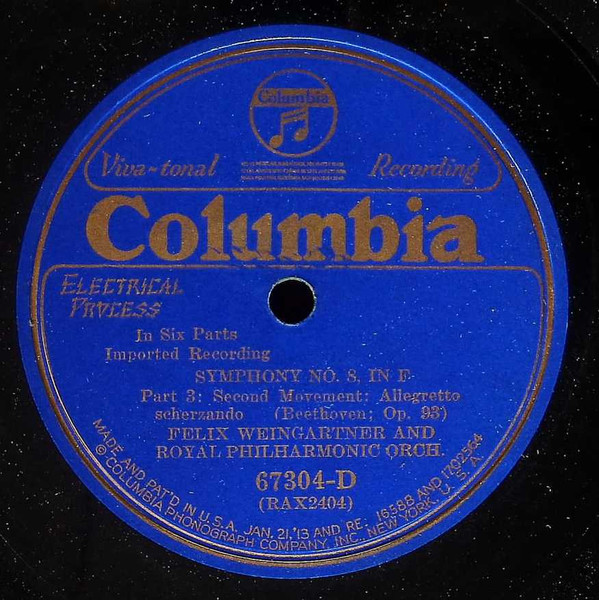 Columbia
Viva-tonal Recording
Columbia
ELECTRICAL
PROCESS
In Six Parts
Imported Recording
SYMPHONY NO. 8, IN F
Part 3: Second Movement; Allegretto
scherzando (Beethoven; Op. 93)
FELIX WEINGARTNER AND
ROYAL PHILHARMONIC ORCH.
67304-D
(RAX2404)
MADE AND PAT'D IN U.S.A. JAN. 21, '13 AND RE. 16588 AND 1702564
©COLUMBIA PHONOGRAPH COMPANY, INC., NEW YORK, U.S.A.